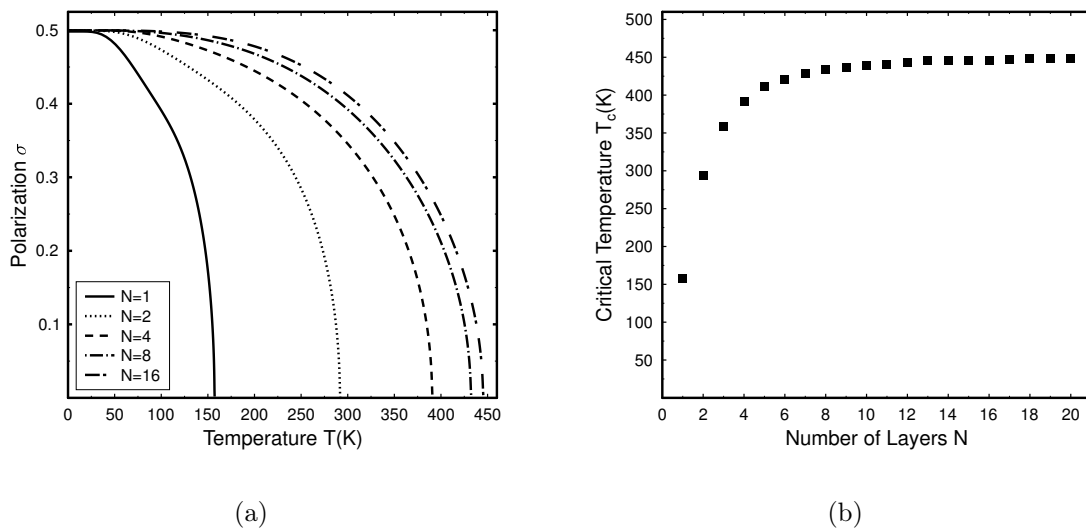 0.5
0.4
0.3
0.2
0.1
Polarization σ
N=1
N=2
N=4
N=8
N=16
0 50 100 150 200 250 300 350 400 450
Temperature T(K)
(a)
500
450
400
350
300
250
200
150
100
50
Critical Temperature Tc(K)
2 4 6 8 10 12 14 16 18 20
Number of Layers N
(b)